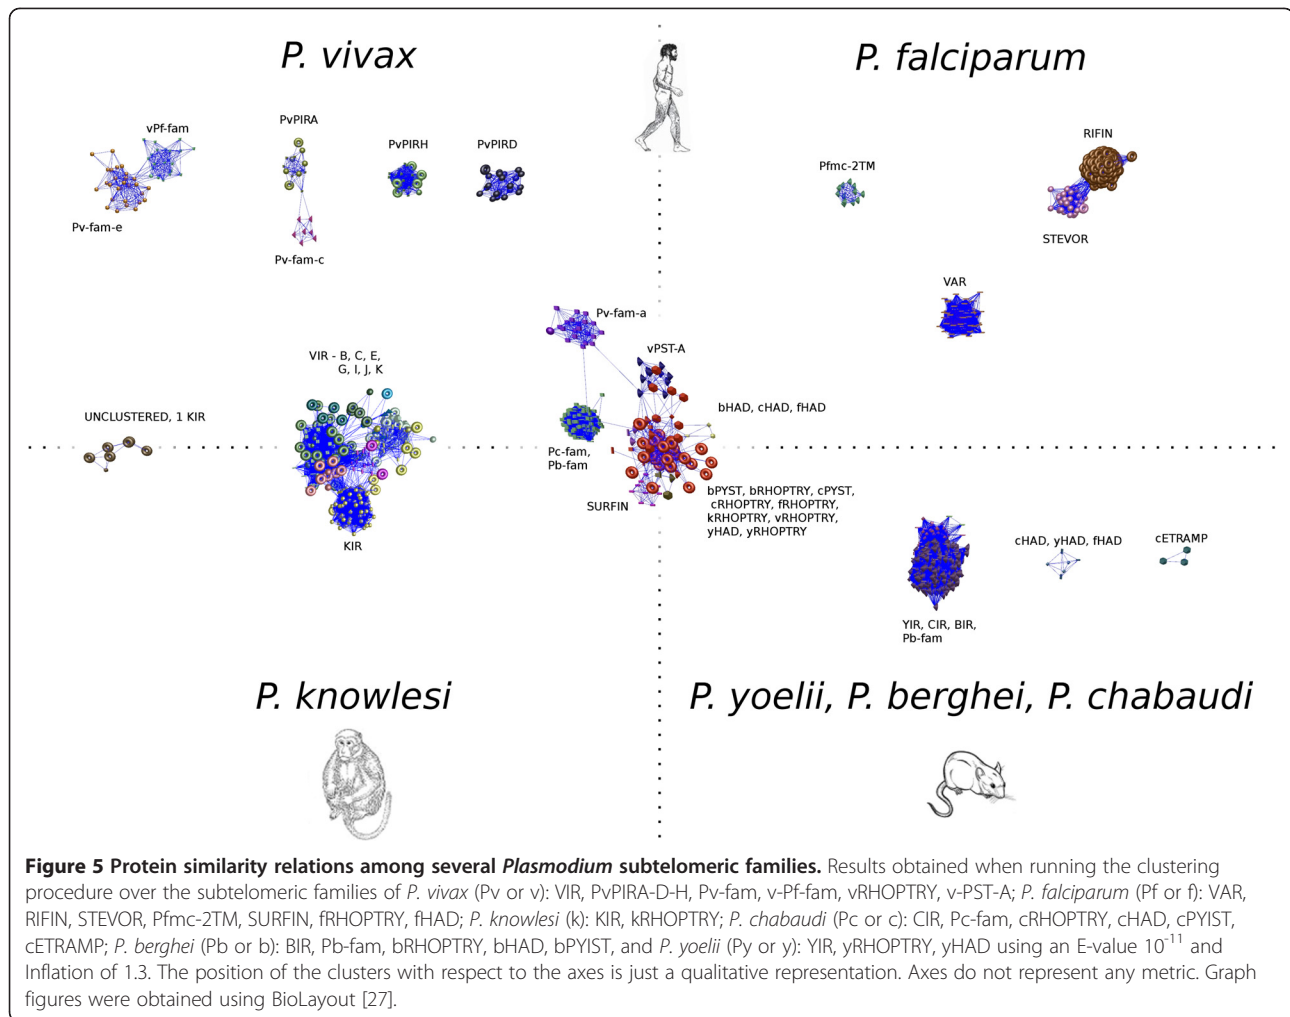 P. vivax
P. falciparum
vPf-fam
PvPIRA
PvPIRH
PvPIRD
Pfmc-2TM
RIFIN
Pv-fam-e
Pv-fam-c
STEVOR
Pv-fam-a
VAR
VIR - B, C, E,
G, I, J, K
vPST-A
UNCLUSTERED, 1 KIR
bHAD, cHAD, fHAD
Pc-fam,
Pb-fam
SURFIN
bPYST, bRHOPTRY, cPYST,
cRHOPTRY, fRHOPTRY,
kRHOPTRY, vRHOPTRY,
yHAD, yRHOPTRY
KIR
cHAD, yHAD, fHAD
cETRAMP
YIR, CIR, BIR,
Pb-fam
P. knowlesi
P. yoelii, P. berghei, P. chabaudi
Figure 5 Protein similarity relations among several Plasmodium subtelomeric families. Results obtained when running the clustering
procedure over the subtelomeric families of P. vivax (Pv or v): VIR, PvPIRA-D-H, Pv-fam, v-Pf-fam, vRHOPTRY, v-PST-A; P. falciparum (Pf or f): VAR,
RIFIN, STEVOR, Pfmc-2TM, SURFIN, fRHOPTRY, fHAD; P. knowlesi (k): KIR, kRHOPTRY; P. chabaudi (Pc or c): CIR, Pc-fam, cRHOPTRY, cHAD, cPYIST,
cETRAMP; P. berghei (Pb or b): BIR, Pb-fam, bRHOPTRY, bHAD, bPYIST, and P. yoelii (Py or y): YIR, yRHOPTRY, yHAD using an E-value 10⁻¹¹ and
Inflation of 1.3. The position of the clusters with respect to the axes is just a qualitative representation. Axes do not represent any metric. Graph
figures were obtained using BioLayout [27].